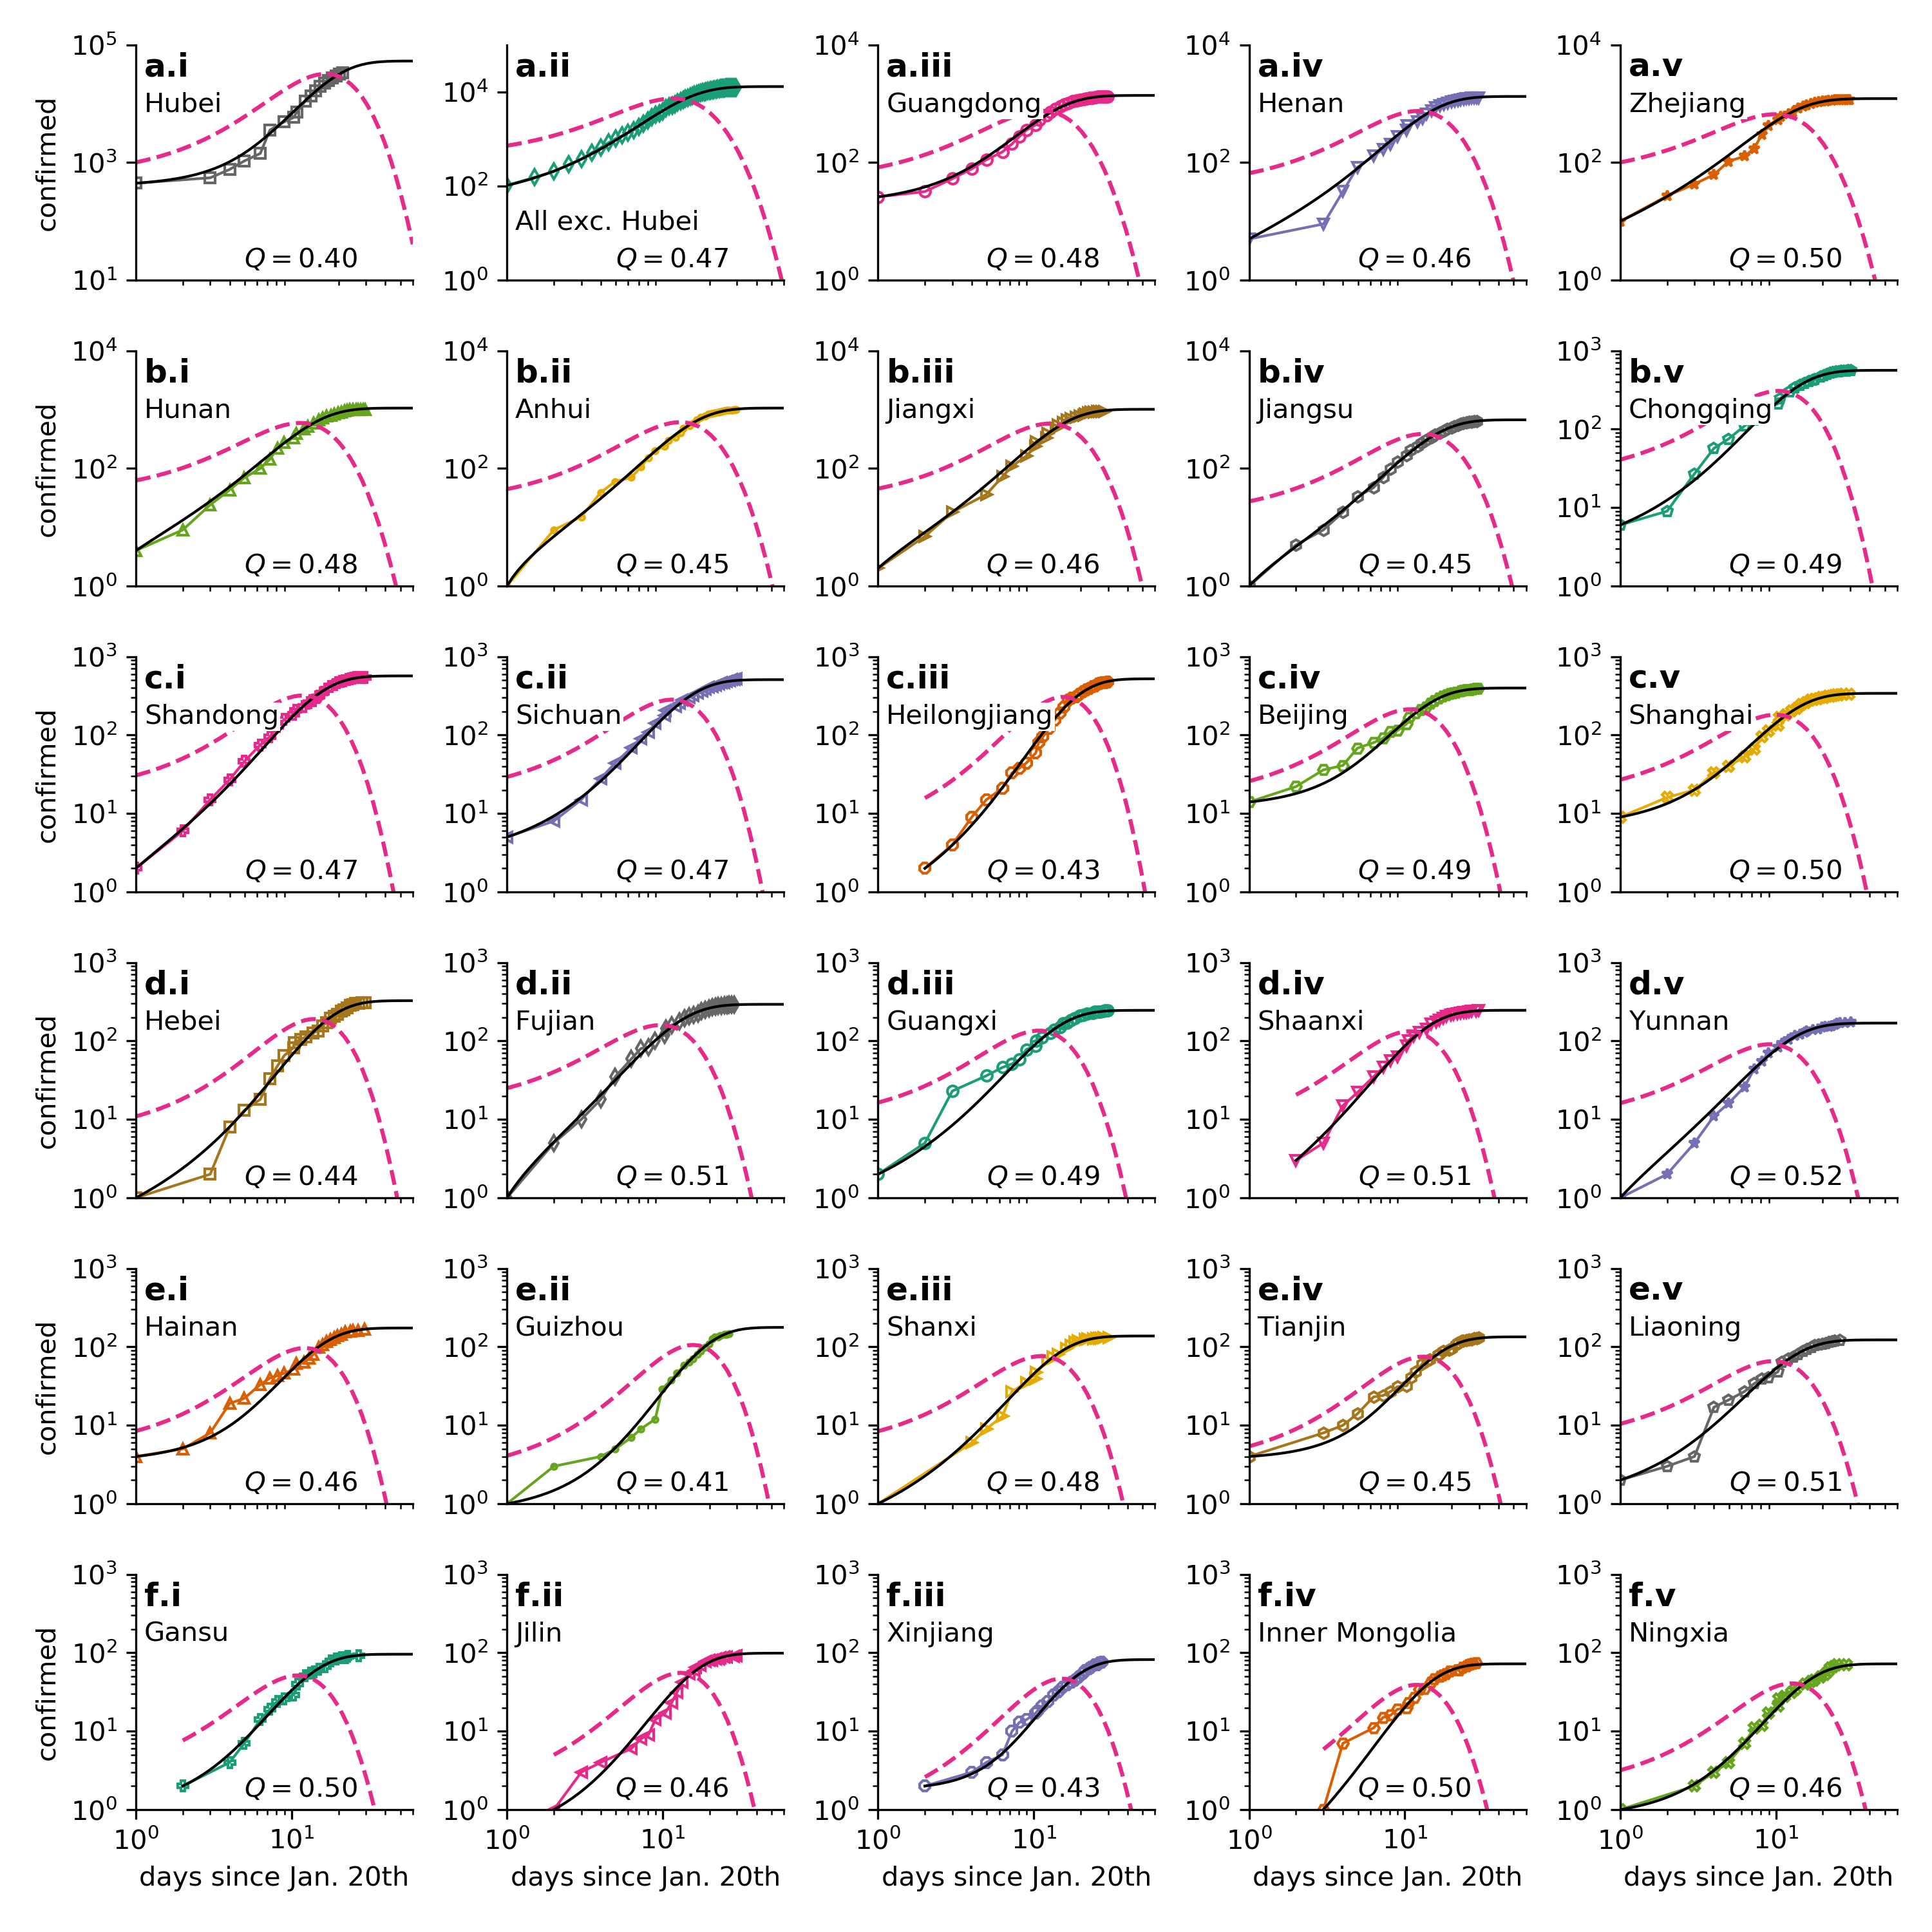 confirmed
10^5
10^3
10^1
a.i
Hubei
Q = 0.40
10^4
10^2
10^0
a.ii
All exc. Hubei
Q = 0.47
10^4
10^2
10^0
a.iii
Guangdong
Q = 0.48
10^4
10^2
10^0
a.iv
Henan
Q = 0.46
10^4
10^2
10^0
a.v
Zhejiang
Q = 0.50
confirmed
10^4
10^2
10^0
b.i
Hunan
Q = 0.48
10^4
10^2
10^0
b.ii
Anhui
Q = 0.45
10^4
10^2
10^0
b.iii
Jiangxi
Q = 0.46
10^4
10^2
10^0
b.iv
Jiangsu
Q = 0.45
10^3
10^2
10^1
10^0
b.v
Chongqing
Q = 0.49
confirmed
10^3
10^2
10^1
10^0
c.i
Shandong
Q = 0.47
10^3
10^2
10^1
10^0
c.ii
Sichuan
Q = 0.47
10^3
10^2
10^1
10^0
c.iii
Heilongjiang
Q = 0.43
10^3
10^2
10^1
10^0
c.iv
Beijing
Q = 0.49
10^3
10^2
10^1
10^0
c.v
Shanghai
Q = 0.50
confirmed
10^3
10^2
10^1
10^0
d.i
Hebei
Q = 0.44
10^3
10^2
10^1
10^0
d.ii
Fujian
Q = 0.51
10^3
10^2
10^1
10^0
d.iii
Guangxi
Q = 0.49
10^3
10^2
10^1
10^0
d.iv
Shaanxi
Q = 0.51
10^3
10^2
10^1
10^0
d.v
Yunnan
Q = 0.52
confirmed
10^3
10^2
10^1
10^0
e.i
Hainan
Q = 0.46
10^3
10^2
10^1
10^0
e.ii
Guizhou
Q = 0.41
10^3
10^2
10^1
10^0
e.iii
Shanxi
Q = 0.48
10^3
10^2
10^1
10^0
e.iv
Tianjin
Q = 0.45
10^3
10^2
10^1
10^0
e.v
Liaoning
Q = 0.51
confirmed
10^3
10^2
10^1
10^0
f.i
Gansu
Q = 0.50
10^0 10^1
days since Jan. 20th
10^3
10^2
10^1
10^0
f.ii
Jilin
Q = 0.46
10^0 10^1
days since Jan. 20th
10^3
10^2
10^1
10^0
f.iii
Xinjiang
Q = 0.43
10^0 10^1
days since Jan. 20th
10^3
10^2
10^1
10^0
f.iv
Inner Mongolia
Q = 0.50
10^0 10^1
days since Jan. 20th
10^3
10^2
10^1
10^0
f.v
Ningxia
Q = 0.46
10^0 10^1
days since Jan. 20th